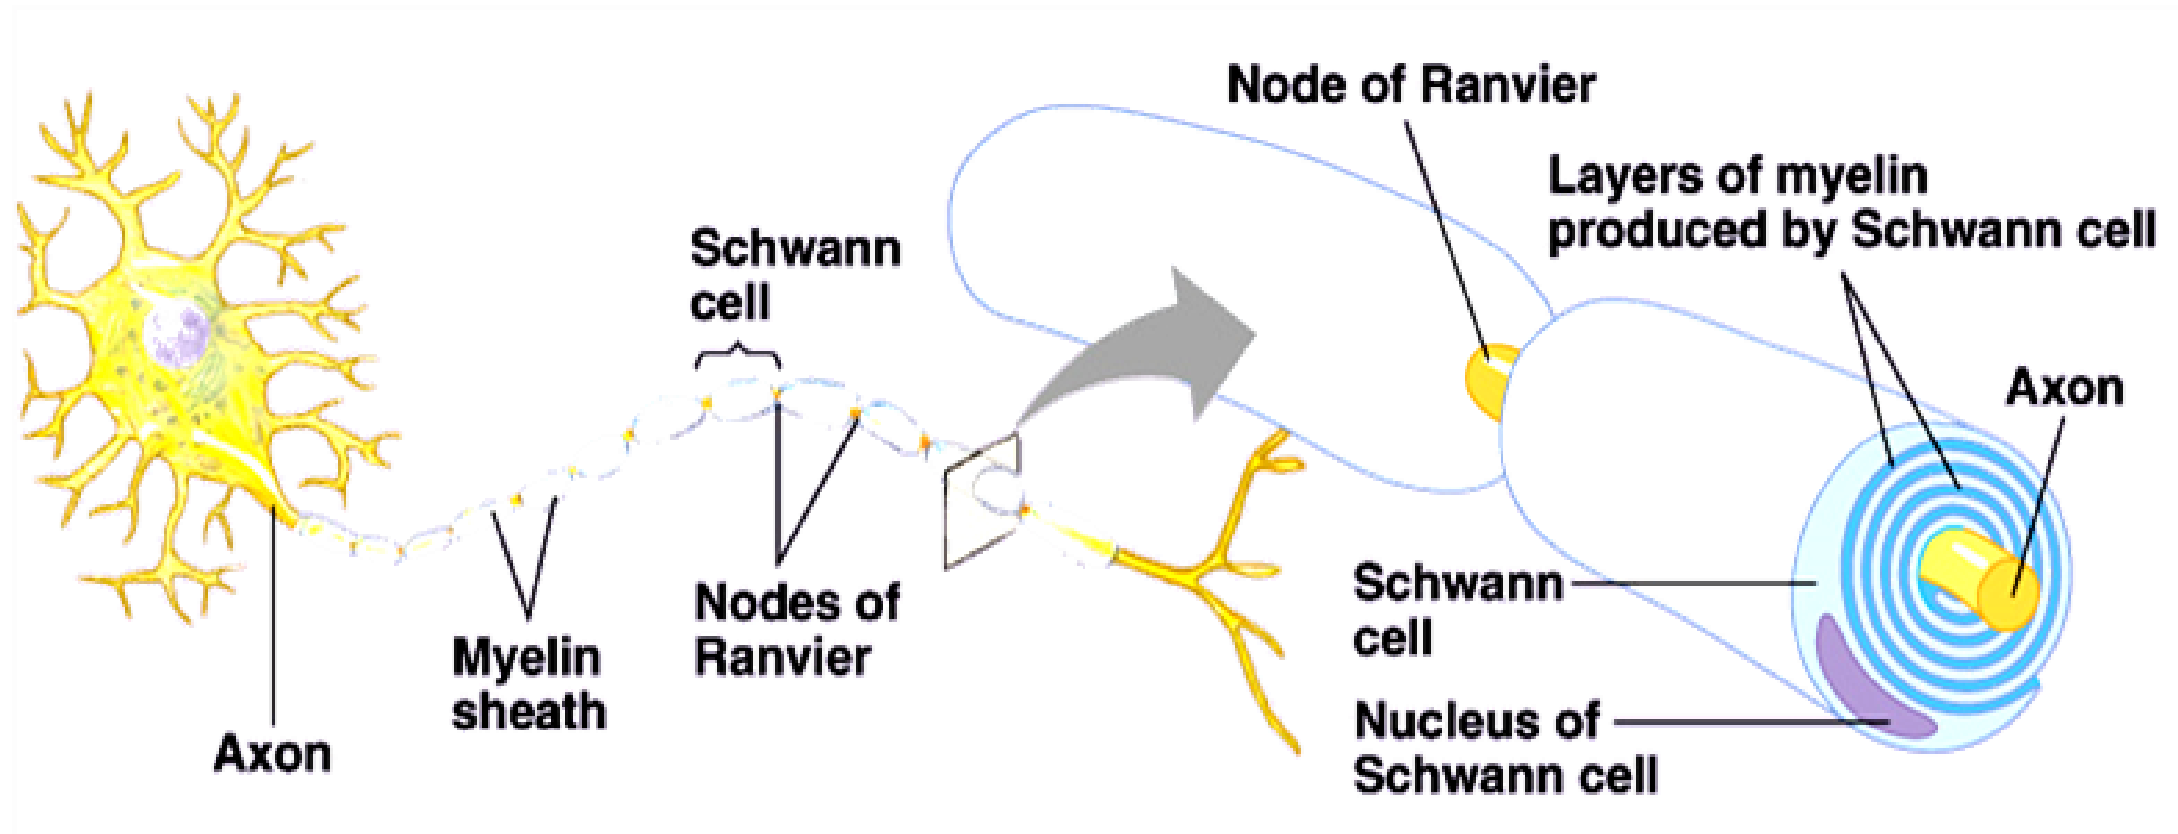 Node of Ranvier
Layers of myelin
produced by Schwann cell
Schwann
cell
Axon
Schwann
cell
Nodes of
Ranvier
Myelin
sheath
Nucleus of
Schwann cell
Axon